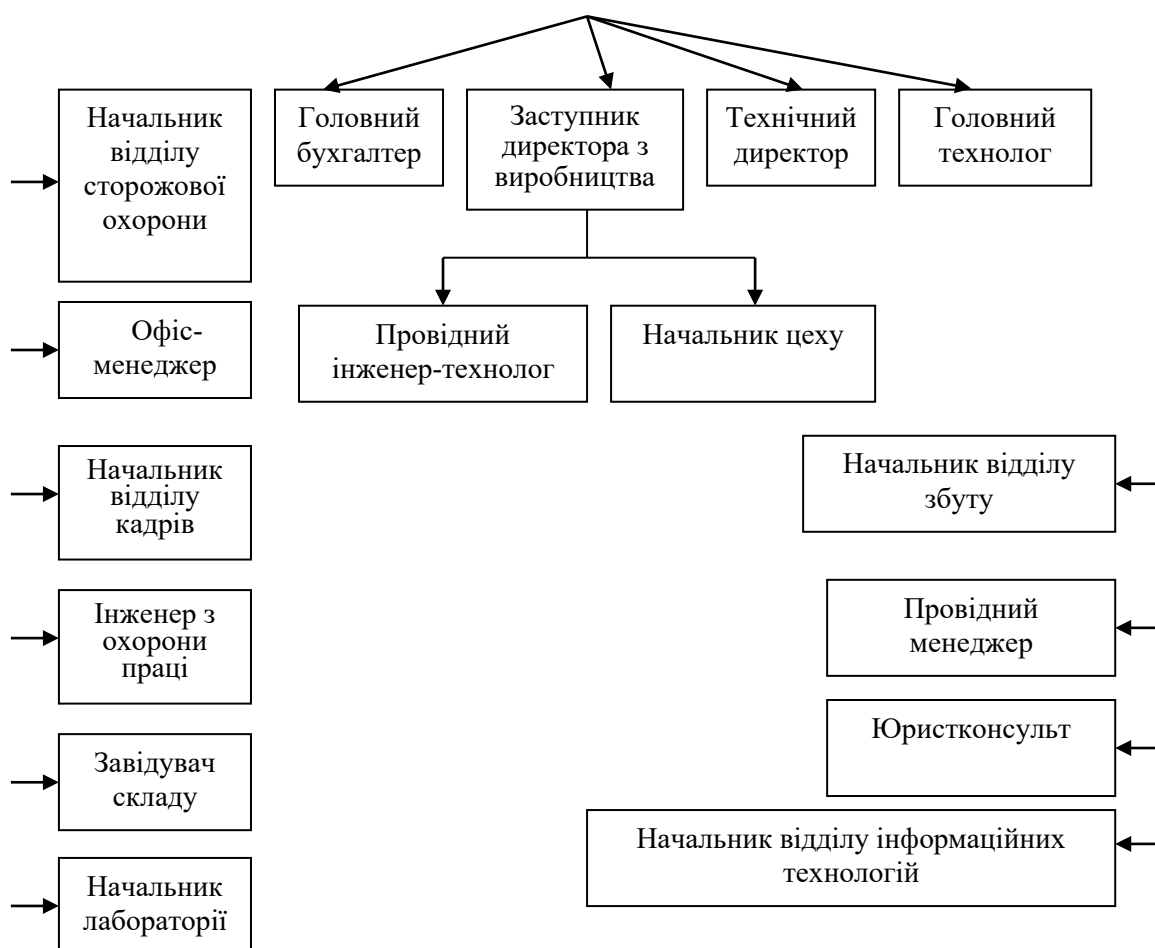 Начальник
відділу
сторожової
охорони
Головний
бухгалтер
Заступник
директора з
виробництва
Технічний
директор
Головний
технолог
Офіс-
менеджер
Провідний
інженер-технолог
Начальник цеху
Начальник
відділу
кадрів
Начальник відділу
збуту
Інженер з
охорони
праці
Провідний
менеджер
Юристконсульт
Завідувач
складу
Начальник відділу інформаційних
технологій
Начальник
лабораторії